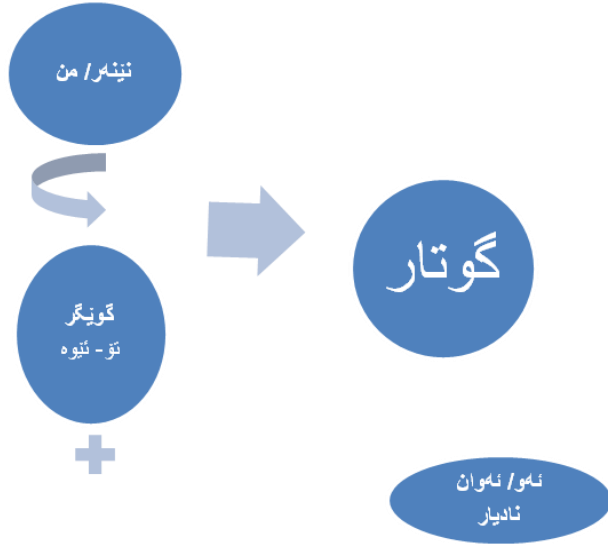 نێنەر/ من
گوێگر
تۆ - ئێوە
گوتار
ئەو/ ئەوان
نادیار